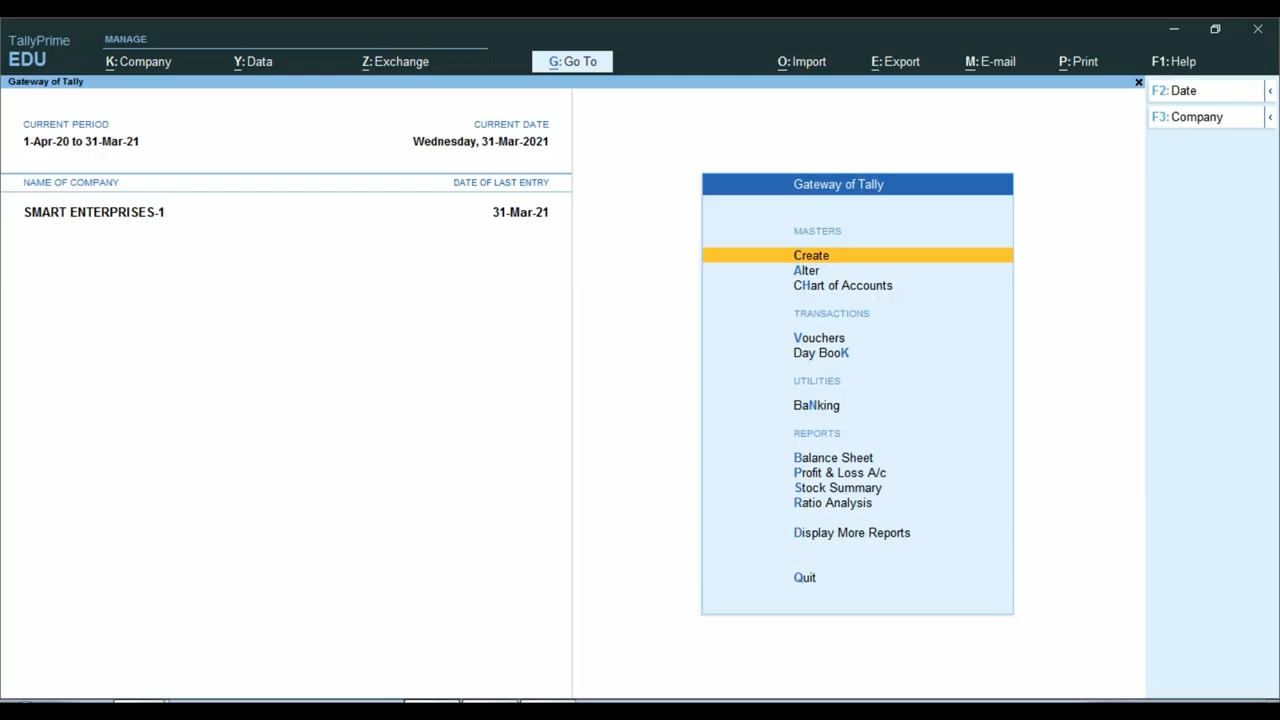 TallyPrime
EDU
MANAGE
K: Company
Y: Data
Z: Exchange
G: Go To
O: Import
E: Export
M: E-mail
P: Print
F1: Help
Gateway of Tally
x
F2: Date
F3: Company
CURRENT PERIOD
CURRENT DATE
1-Apr-20 to 31-Mar-21
Wednesday, 31-Mar-2021
NAME OF COMPANY
DATE OF LAST ENTRY
SMART ENTERPRISES-1
31-Mar-21
Gateway of Tally
MASTERS
Create
Alter
CHart of Accounts
TRANSACTIONS
Vouchers
Day BooK
UTILITIES
BaNking
REPORTS
Balance Sheet
Profit & Loss A/c
Stock Summary
Ratio Analysis
Display More Reports
Quit